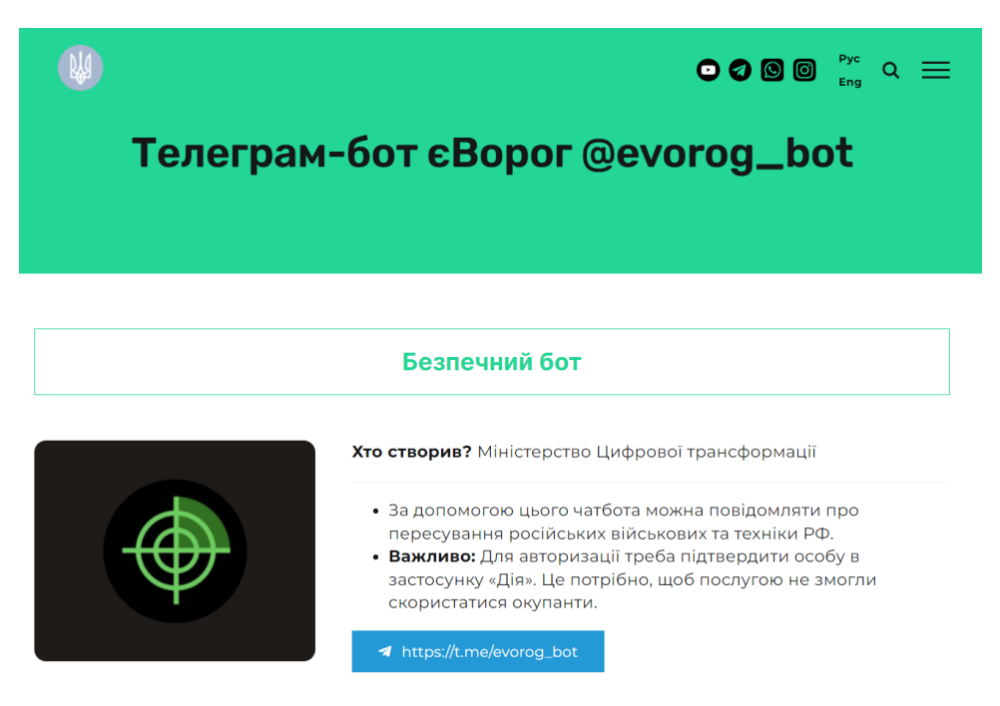 Рус
Eng
Телеграм-бот єВорог @evorog_bot
Безпечний бот
Хто створив? Міністерство Цифрової трансформації
За допомогою цього чатбота можна повідомляти про
пересування російських військових та техніки РФ.
Важливо: Для авторизації треба підтвердити особу в
застосунку «Дія». Це потрібно, щоб послугою не змогли
скористатися окупанти.
https://t.me/evorog_bot